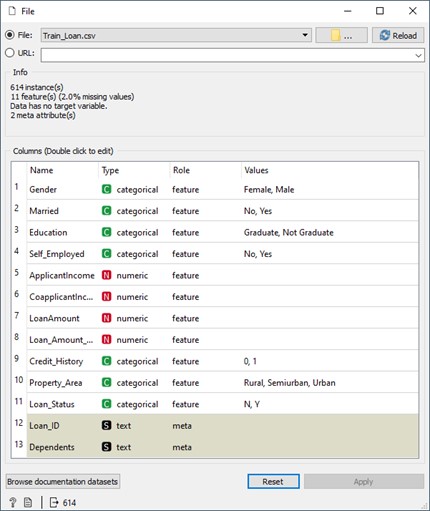 File
File: Train_Loan.csv ... Reload
URL:
Info
614 instance(s)
11 feature(s) (2.0% missing values)
Data has no target variable.
2 meta attribute(s)
Columns (Double click to edit)
Name Type Role Values
1 Gender C categorical feature Female, Male
2 Married C categorical feature No, Yes
3 Education C categorical feature Graduate, Not Graduate
4 Self_Employed C categorical feature No, Yes
5 ApplicantIncome N numeric feature
6 CoapplicantInc... N numeric feature
7 LoanAmount N numeric feature
8 Loan_Amount_... N numeric feature
9 Credit_History C categorical feature 0, 1
10 Property_Area C categorical feature Rural, Semiurban, Urban
11 Loan_Status C categorical feature N, Y
12 Loan_ID S text meta
13 Dependents S text meta
Browse documentation datasets Reset Apply
? 614